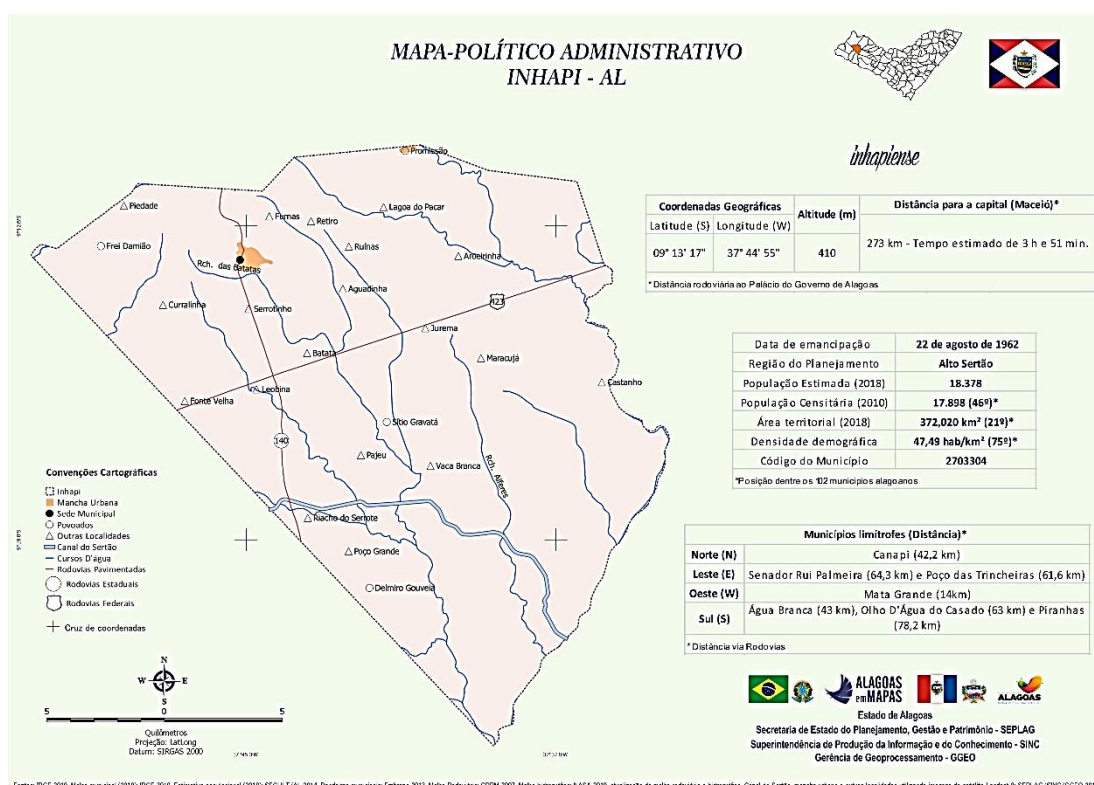 MAPA-POLÍTICO ADMINISTRATIVO
INHAPI - AL
inhapiense
Coordenadas Geográficas
Altitude (m)
Distância para a capital (Maceió)*
Latitude (S)
Longitude (W)
09° 13' 17"
37° 44' 55"
410
273 km - Tempo estimado de 3 h e 51 min.
* Distância rodoviária ao Palácio do Governo de Alagoas
Data de emancipação 22 de agosto de 1962
Região do Planejamento Alto Sertão
População Estimada (2018) 18.378
População Censitária (2010) 17.898 (46º)*
Área territorial (2018) 372,020 km² (21º)*
Densidade demográfica 47,49 hab/km² (75º)*
Código do Município 2703304
*Posição dentre os 102 municípios alagoanos
Municípios limítrofes (Distância)*
Norte (N) Canapi (42,2 km)
Leste (E) Senador Rui Palmeira (64,3 km) e Poço das Trincheiras (61,6 km)
Oeste (W) Mata Grande (14km)
Sul (S) Água Branca (43 km), Olho D'Água do Casado (63 km) e Piranhas
(78,2 km)
* Distância via Rodovias
Promissão
Piedade
Lagoa do Pacar
Furnas
Retiro
Frei Damião
Ruínas
Aroeirinha
Rch. das Batatas
Aguadinha
Curralinha
Serrotinho
423
Jurema
Batata
Maracujá
Castanho
Leobina
Fonte Velha
Sítio Gravatá
140
Pajeu
Vaca Branca
Rch. Alferes
Riacho do Serrote
Poço Grande
Delmiro Gouveia
Convenções Cartográficas
Inhapi
Mancha Urbana
Sede Municipal
Povoados
Outras Localidades
Canal do Sertão
Cursos D'água
Rodovias Pavimentadas
Rodovias Estaduais
Rodovias Federais
Cruz de coordenadas
N
W E
S
5 0 5
Quilômetros
Projeção: LatLong
Datum: SIRGAS 2000
ALAGOAS
em MAPAS
ALAGOAS
Estado de Alagoas
Secretaria de Estado do Planejamento, Gestão e Patrimônio - SEPLAG
Superintendência de Produção da Informação e do Conhecimento - SINC
Gerência de Geoprocessamento - GGEO